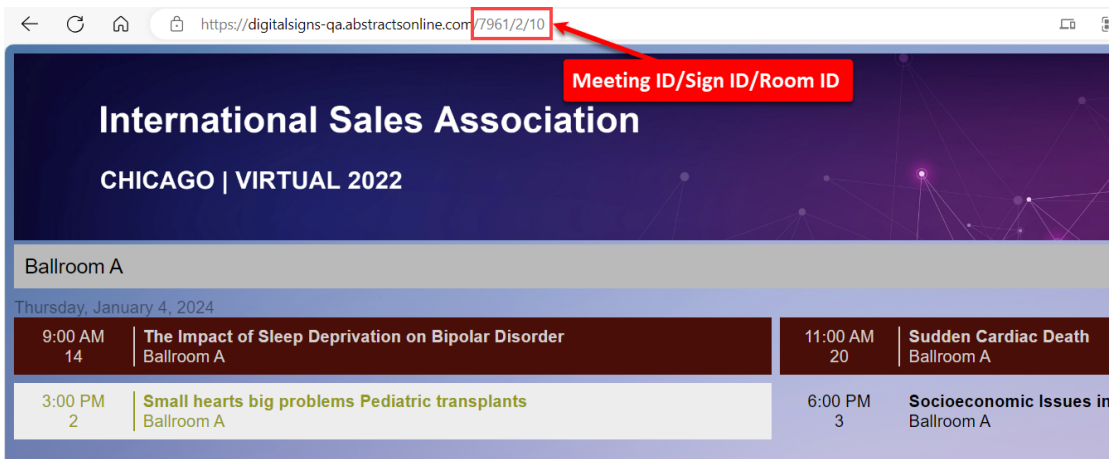 https://digitalsigns-qa.abstractsonline.com/7961/2/10
Meeting ID/Sign ID/Room ID
International Sales Association
CHICAGO | VIRTUAL 2022
Ballroom A
Thursday, January 4, 2024
9:00 AM The Impact of Sleep Deprivation on Bipolar Disorder
14 Ballroom A
11:00 AM Sudden Cardiac Death
20 Ballroom A
3:00 PM Small hearts big problems Pediatric transplants
2 Ballroom A
6:00 PM Socioeconomic Issues in
3 Ballroom A